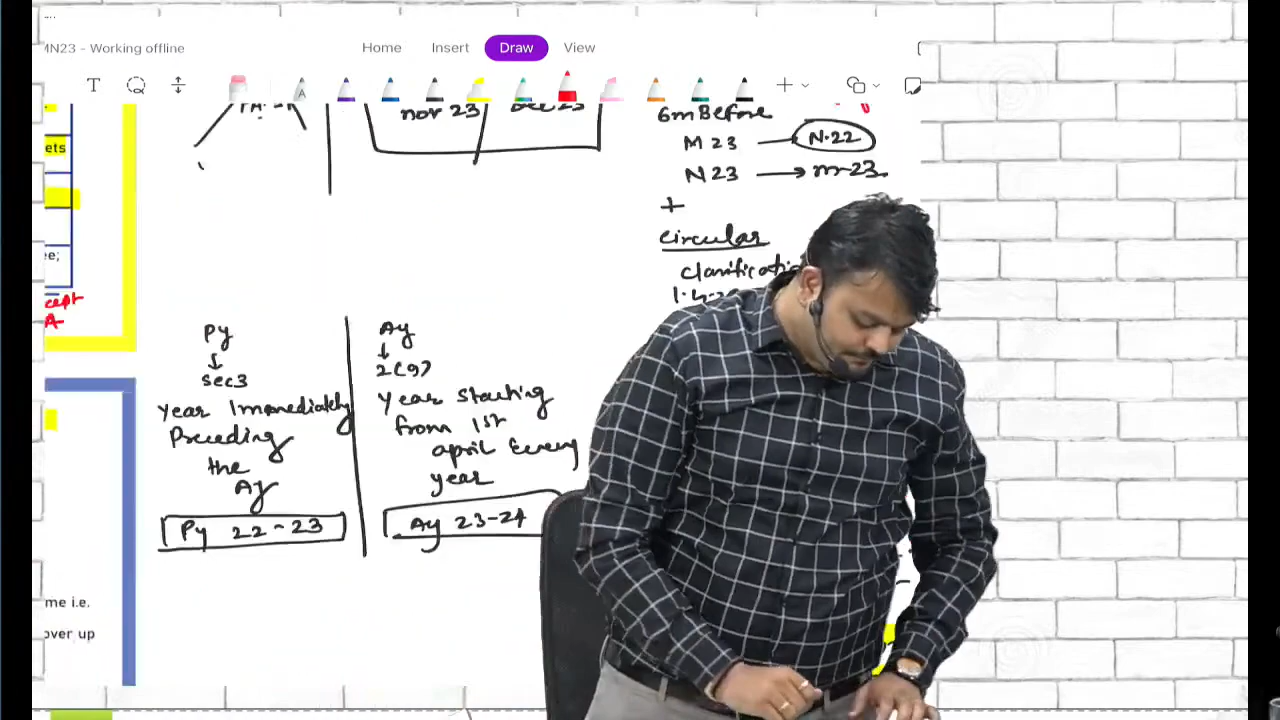 MN23 - Working offline
Home Insert Draw View
nov 23
6m Before
M 23 — N.22
N 23 → m-23
+
circular
ets
ee;
cept
A
Py
sec3
Year Immediately
Preceding
the
Ay
Py 22-23
Ay
2(9)
Year Starting
from 1st
april Every
year
Ay 23-24
me i.e.
over up